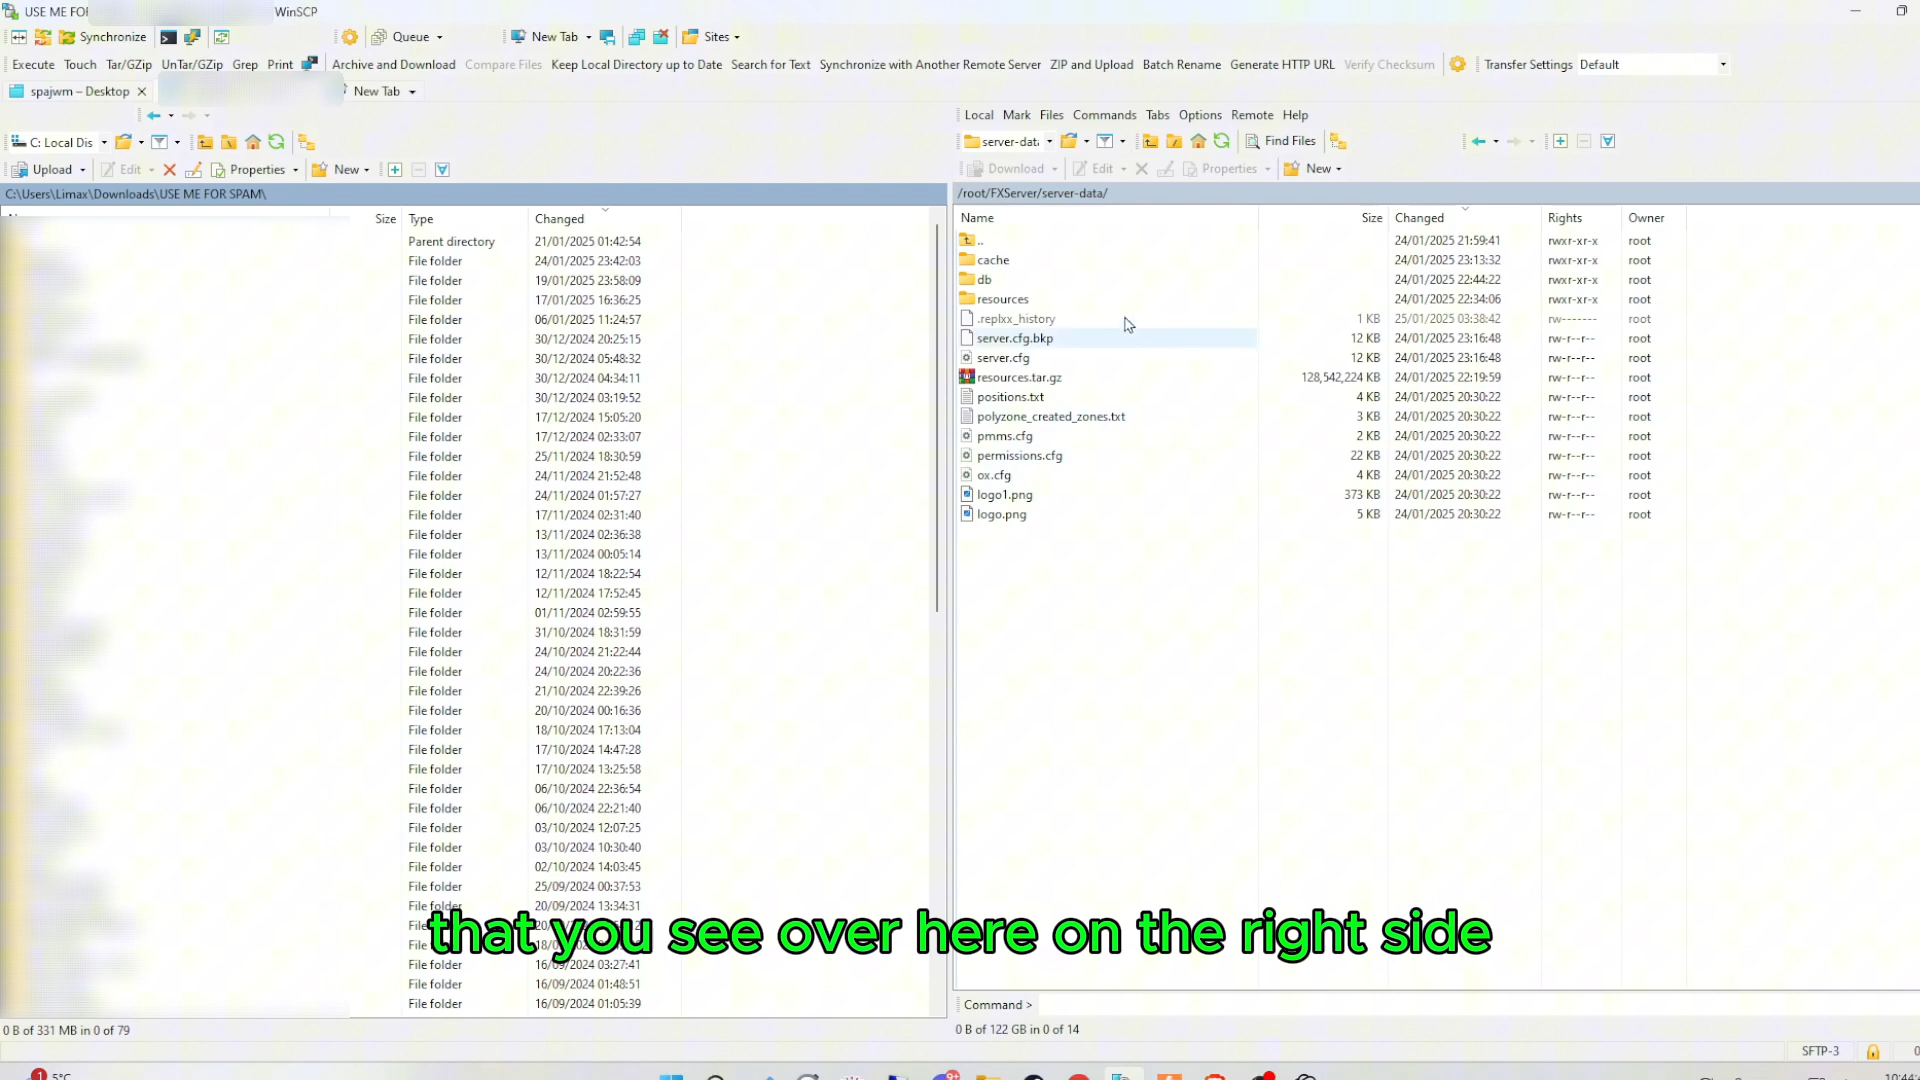 USE ME FO
WinSCP
Synchronize
Queue
New Tab
Sites
Execute Touch Tar/GZip UnTar/GZip Grep Print Archive and Download Compare Files Keep Local Directory up to Date Search for Text Synchronize with Another Remote Server ZIP and Upload Batch Rename Generate HTTP URL Verify Checksum Transfer Settings Default
spajwm – Desktop
New Tab
Local Mark Files Commands Tabs Options Remote Help
C: Local Dis
server-dat
Find Files
Upload Edit Properties New
Download Edit Properties New
C:\Users\Limax\Downloads\USE ME FOR SPAM\
/root/FXServer/server-data/
Size Type Changed
Parent directory 21/01/2025 01:42:54
File folder 24/01/2025 23:42:03
File folder 19/01/2025 23:58:09
File folder 17/01/2025 16:36:25
File folder 06/01/2025 11:24:57
File folder 30/12/2024 20:25:15
File folder 30/12/2024 05:48:32
File folder 30/12/2024 04:34:11
File folder 30/12/2024 03:19:52
File folder 17/12/2024 15:05:20
File folder 17/12/2024 02:33:07
File folder 25/11/2024 18:30:59
File folder 24/11/2024 21:52:48
File folder 24/11/2024 01:57:27
File folder 17/11/2024 02:31:40
File folder 13/11/2024 02:36:38
File folder 13/11/2024 00:05:14
File folder 12/11/2024 18:22:54
File folder 12/11/2024 17:52:45
File folder 01/11/2024 02:59:55
File folder 31/10/2024 18:31:59
File folder 24/10/2024 21:22:44
File folder 24/10/2024 20:22:36
File folder 21/10/2024 22:39:26
File folder 20/10/2024 00:16:36
File folder 18/10/2024 17:13:04
File folder 17/10/2024 14:47:28
File folder 17/10/2024 13:25:58
File folder 06/10/2024 22:36:54
File folder 06/10/2024 22:21:40
File folder 03/10/2024 12:07:25
File folder 03/10/2024 10:30:40
File folder 02/10/2024 14:03:45
File folder 25/09/2024 00:37:53
File folder 20/09/2024 13:34:31
File folder 16/09/2024 03:27:41
File folder 16/09/2024 01:48:51
File folder 16/09/2024 01:05:39
Name Size Changed Rights Owner
.. 24/01/2025 21:59:41 rwxr-xr-x root
cache 24/01/2025 23:13:32 rwxr-xr-x root
db 24/01/2025 22:44:22 rwxr-xr-x root
resources 24/01/2025 22:34:06 rwxr-xr-x root
.replxx_history 1 KB 25/01/2025 03:38:42 rw------- root
server.cfg.bkp 12 KB 24/01/2025 23:16:48 rw-r--r-- root
server.cfg 12 KB 24/01/2025 23:16:48 rw-r--r-- root
resources.tar.gz 128,542,224 KB 24/01/2025 22:19:59 rw-r--r-- root
positions.txt 4 KB 24/01/2025 20:30:22 rw-r--r-- root
polyzone_created_zones.txt 3 KB 24/01/2025 20:30:22 rw-r--r-- root
pmms.cfg 2 KB 24/01/2025 20:30:22 rw-r--r-- root
permissions.cfg 22 KB 24/01/2025 20:30:22 rw-r--r-- root
ox.cfg 4 KB 24/01/2025 20:30:22 rw-r--r-- root
logo1.png 373 KB 24/01/2025 20:30:22 rw-r--r-- root
logo.png 5 KB 24/01/2025 20:30:22 rw-r--r-- root
that you see over here on the right side
Command >
0 B of 331 MB in 0 of 79
0 B of 122 GB in 0 of 14
SFTP-3
1
5°C
9+
10:44